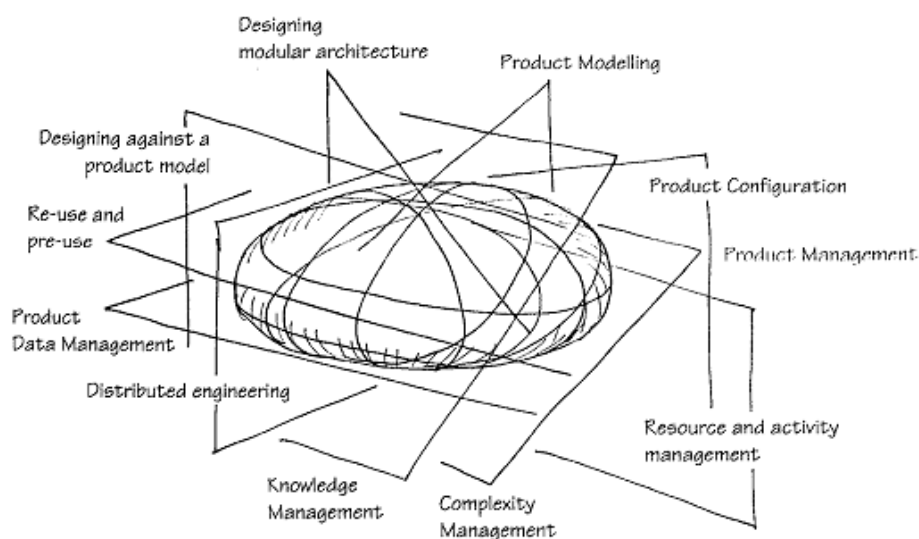 Designing
modular architecture
Product Modelling
Designing against a
product model
Product Configuration
Re-use and
pre-use
Product Management
Product
Data Management
Distributed engineering
Resource and activity
management
Knowledge
Management
Complexity
Management